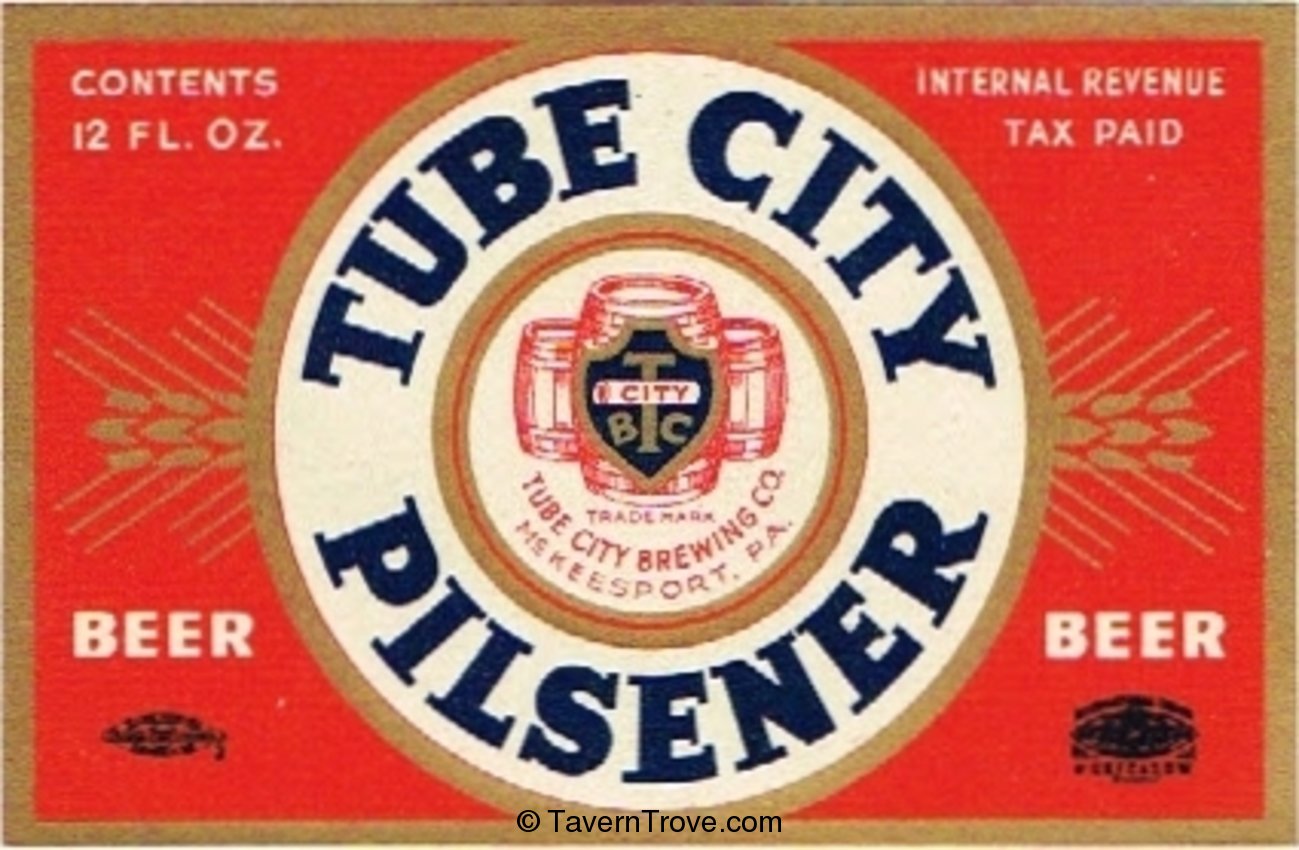 CONTENTS
12 FL. OZ.
INTERNAL REVENUE
TAX PAID
TUBE CITY
T
CITY
B C
TRADE MARK
TUBE CITY BREWING CO.
MCKEESPORT, PA.
PILSENER
BEER
BEER
© TavernTrove.com